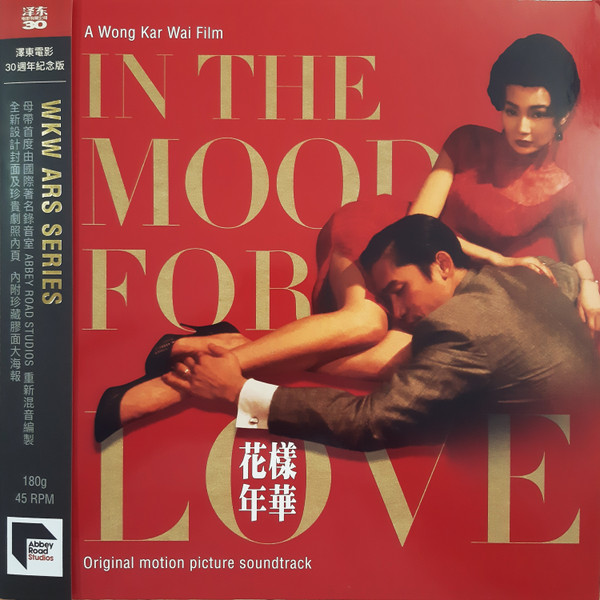 泽东
30
澤東電影
30週年紀念版
WKW ARS SERIES
母帶首度由國際著名錄音室 ABBEY ROAD STUDIOS 重新混音編製
全新設計封面及珍貴劇照內頁 內附珍藏膠面大海報
180g
45 RPM
Abbey
Road
Studios
A Wong Kar Wai Film
IN THE
MOOD
FOR
LOVE
花樣
年華
Original motion picture soundtrack